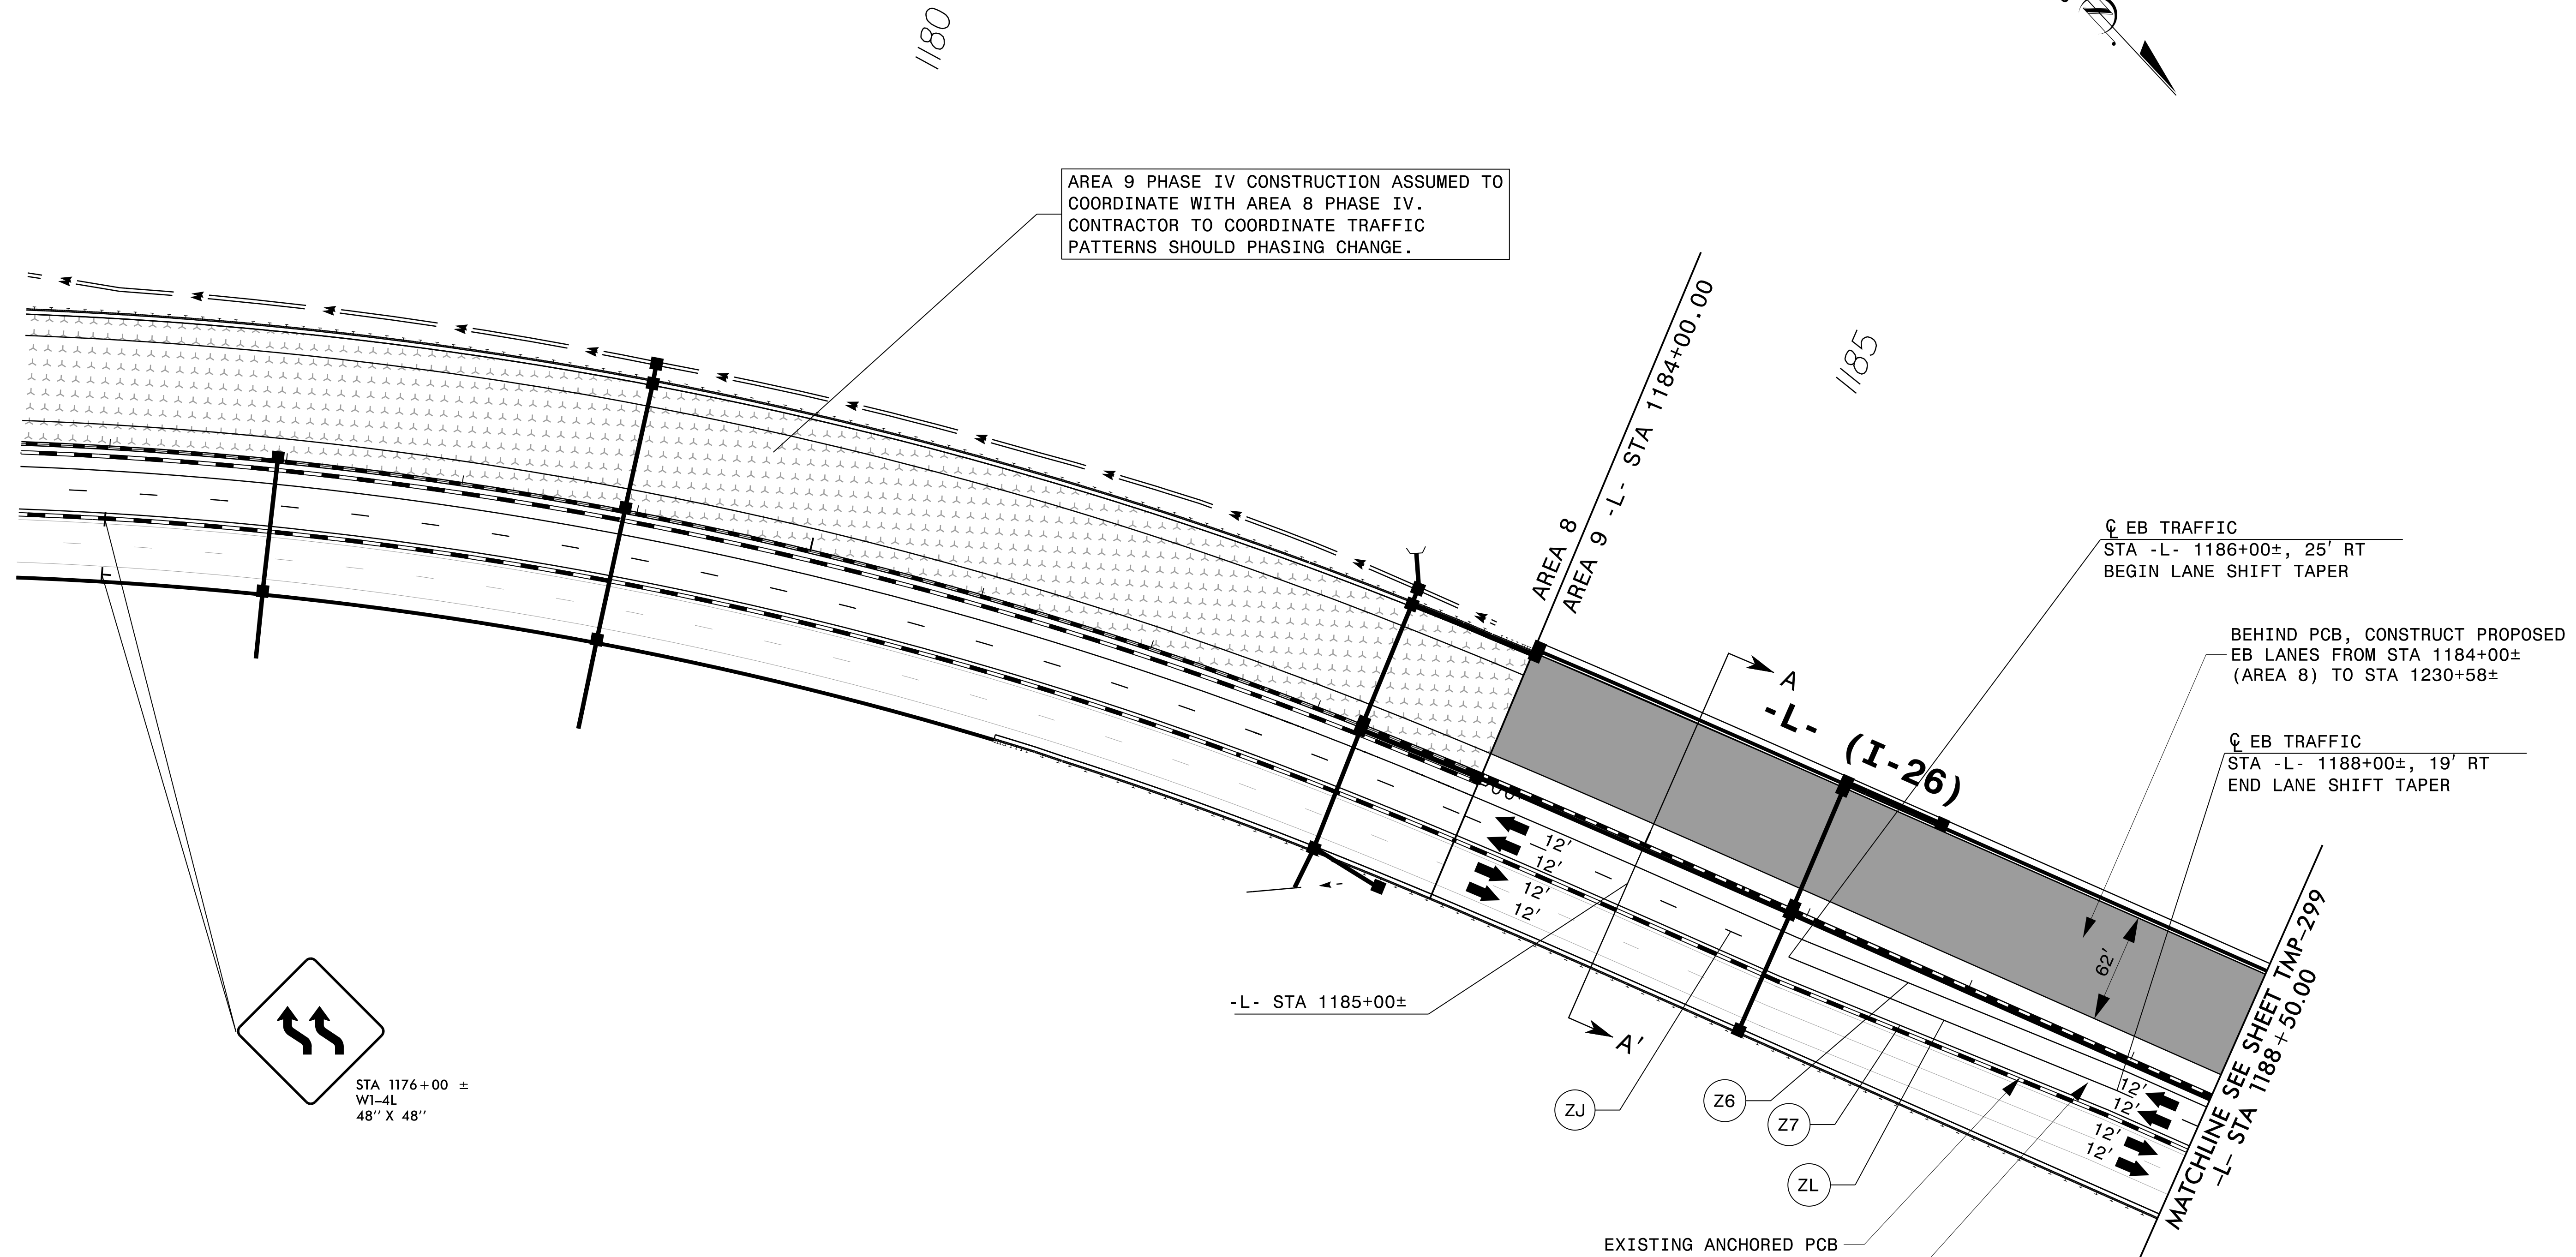 1180
AREA 9 PHASE IV CONSTRUCTION ASSUMED TO
COORDINATE WITH AREA 8 PHASE IV.
CONTRACTOR TO COORDINATE TRAFFIC
PATTERNS SHOULD PHASING CHANGE.
AREA 8
AREA 9 -L- STA 1184+00.00
1185
℄ EB TRAFFIC
STA -L- 1186+00±, 25' RT
BEGIN LANE SHIFT TAPER
BEHIND PCB, CONSTRUCT PROPOSED
EB LANES FROM STA 1184+00±
(AREA 8) TO STA 1230+58±
℄ EB TRAFFIC
STA -L- 1188+00±, 19' RT
END LANE SHIFT TAPER
A
-L- (I-26)
12'
12'
12'
12'
62'
-L- STA 1185+00±
A'
ZJ
Z6
Z7
ZL
12'
12'
12'
12'
MATCHLINE SEE SHEET TMP-299
-L- STA 1188+50.00
STA 1176+00 ±
W1-4L
48" X 48"
EXISTING ANCHORED PCB